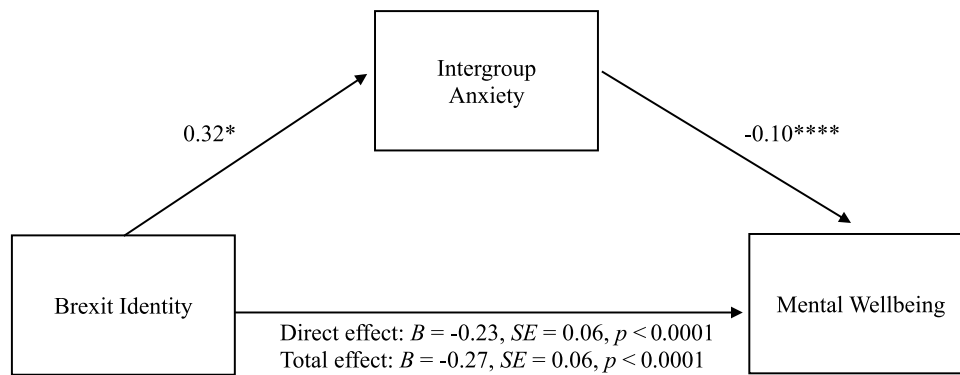 Intergroup
Anxiety
0.32*
-0.10****
Brexit Identity
Mental Wellbeing
Direct effect: B = -0.23, SE = 0.06, p < 0.0001
Total effect: B = -0.27, SE = 0.06, p < 0.0001